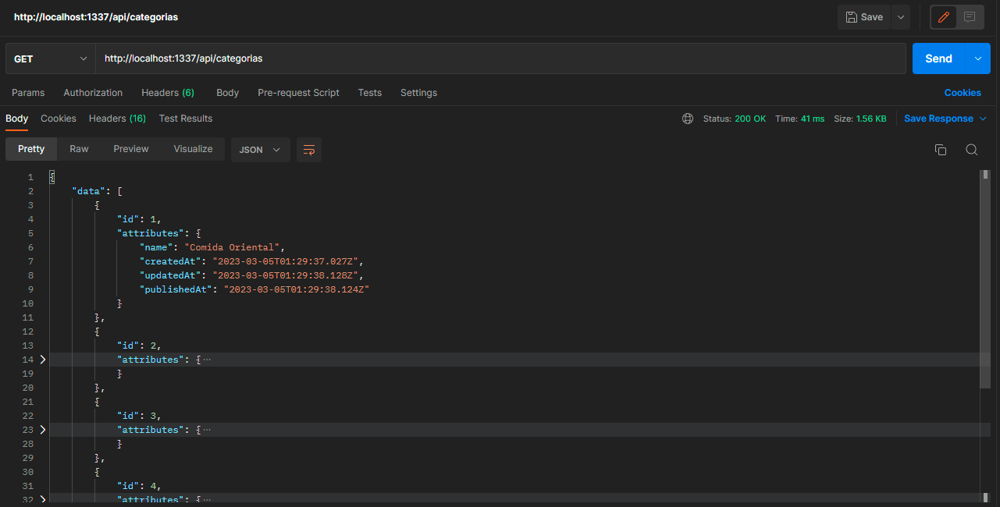 http://localhost:1337/api/categorias
Save
GET
http://localhost:1337/api/categorias
Send
Params Authorization Headers (6) Body Pre-request Script Tests Settings Cookies
Body Cookies Headers (16) Test Results Status: 200 OK Time: 41 ms Size: 1.56 KB Save Response
Pretty Raw Preview Visualize JSON
1 {
2 "data": [
3 {
4 "id": 1,
5 "attributes": {
6 "name": "Comida Oriental",
7 "createdAt": "2023-03-05T01:29:37.027Z",
8 "updatedAt": "2023-03-05T01:29:38.128Z",
9 "publishedAt": "2023-03-05T01:29:38.124Z"
10 }
11 },
12 {
13 "id": 2,
14 "attributes": {⋯
19 }
20 },
21 {
22 "id": 3,
23 "attributes": {⋯
28 }
29 },
30 {
31 "id": 4,
32 "attributes": {⋯